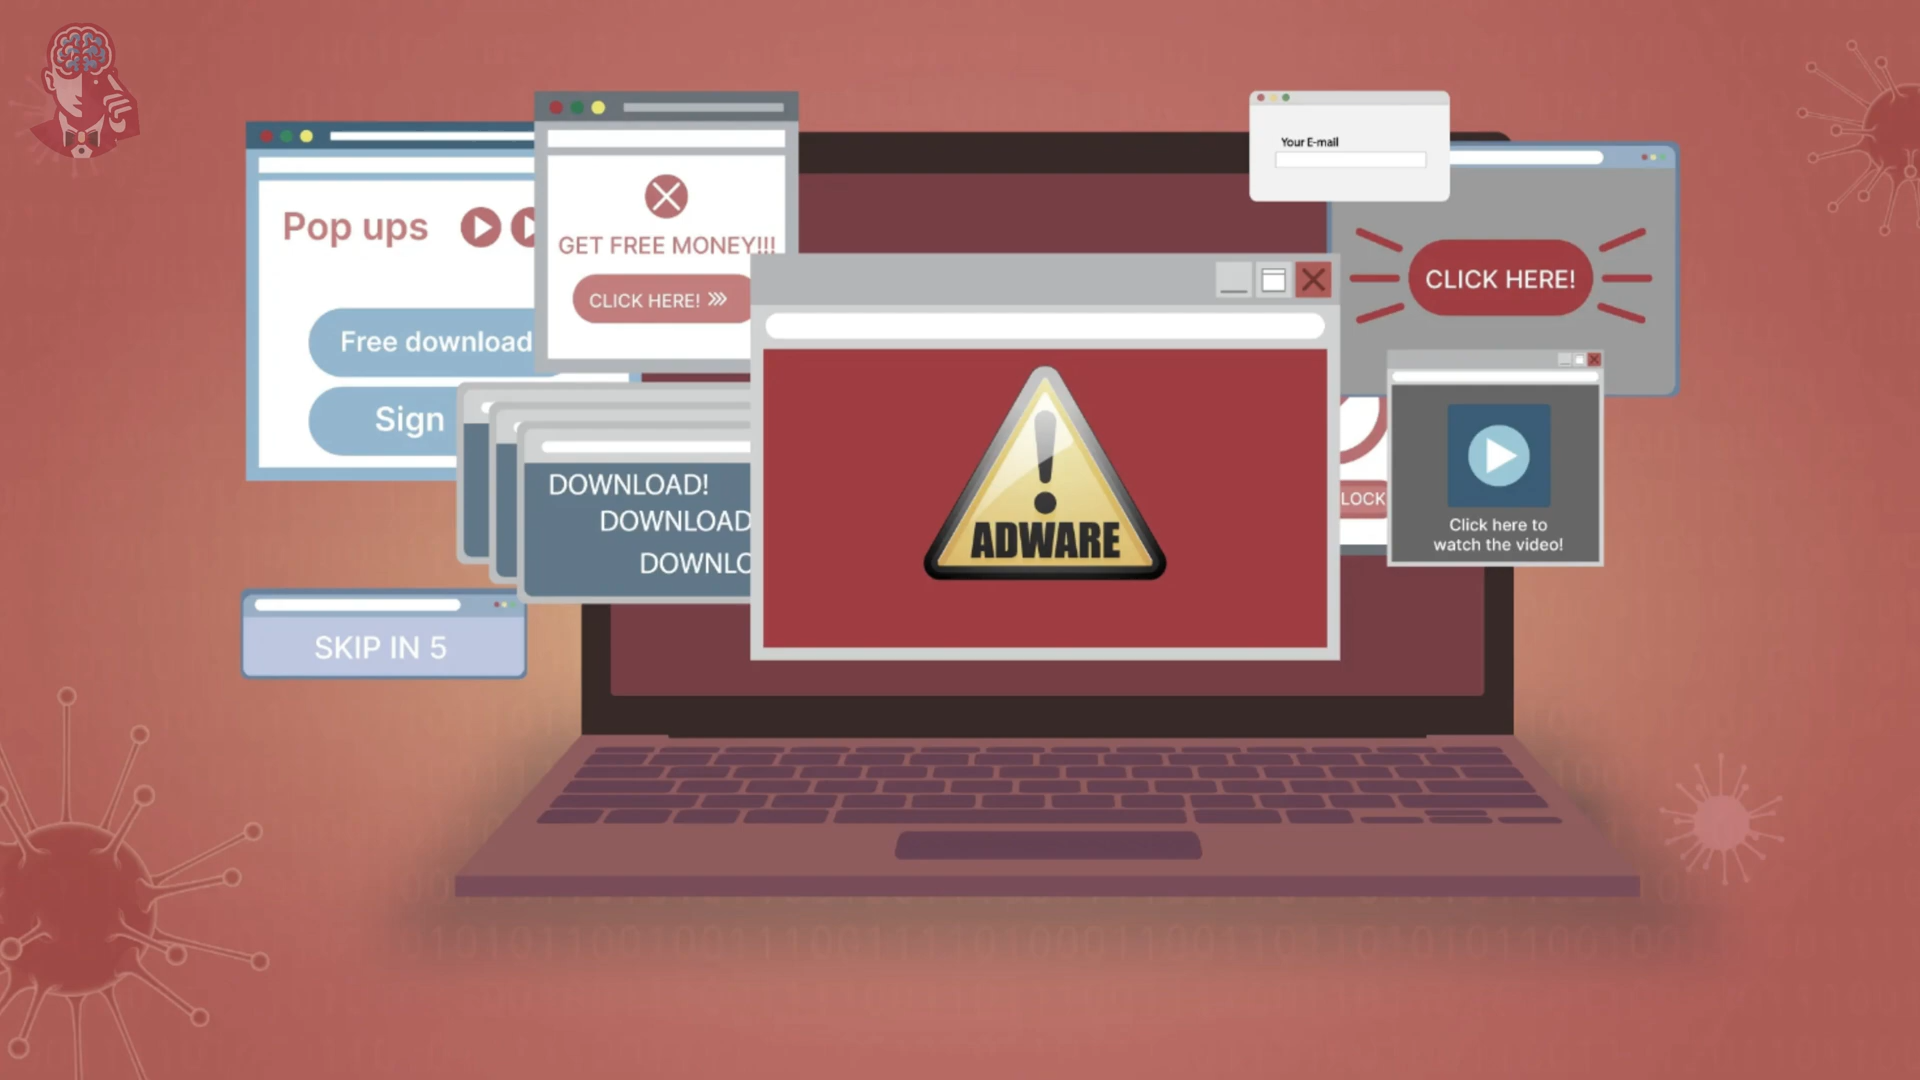 Pop ups
Free download
Sign
GET FREE MONEY!!!
CLICK HERE!
DOWNLOAD!
DOWNLOAD
DOWNLO
SKIP IN 5
ADWARE
Your E-mail
CLICK HERE!
LOCK
Click here to
watch the video!